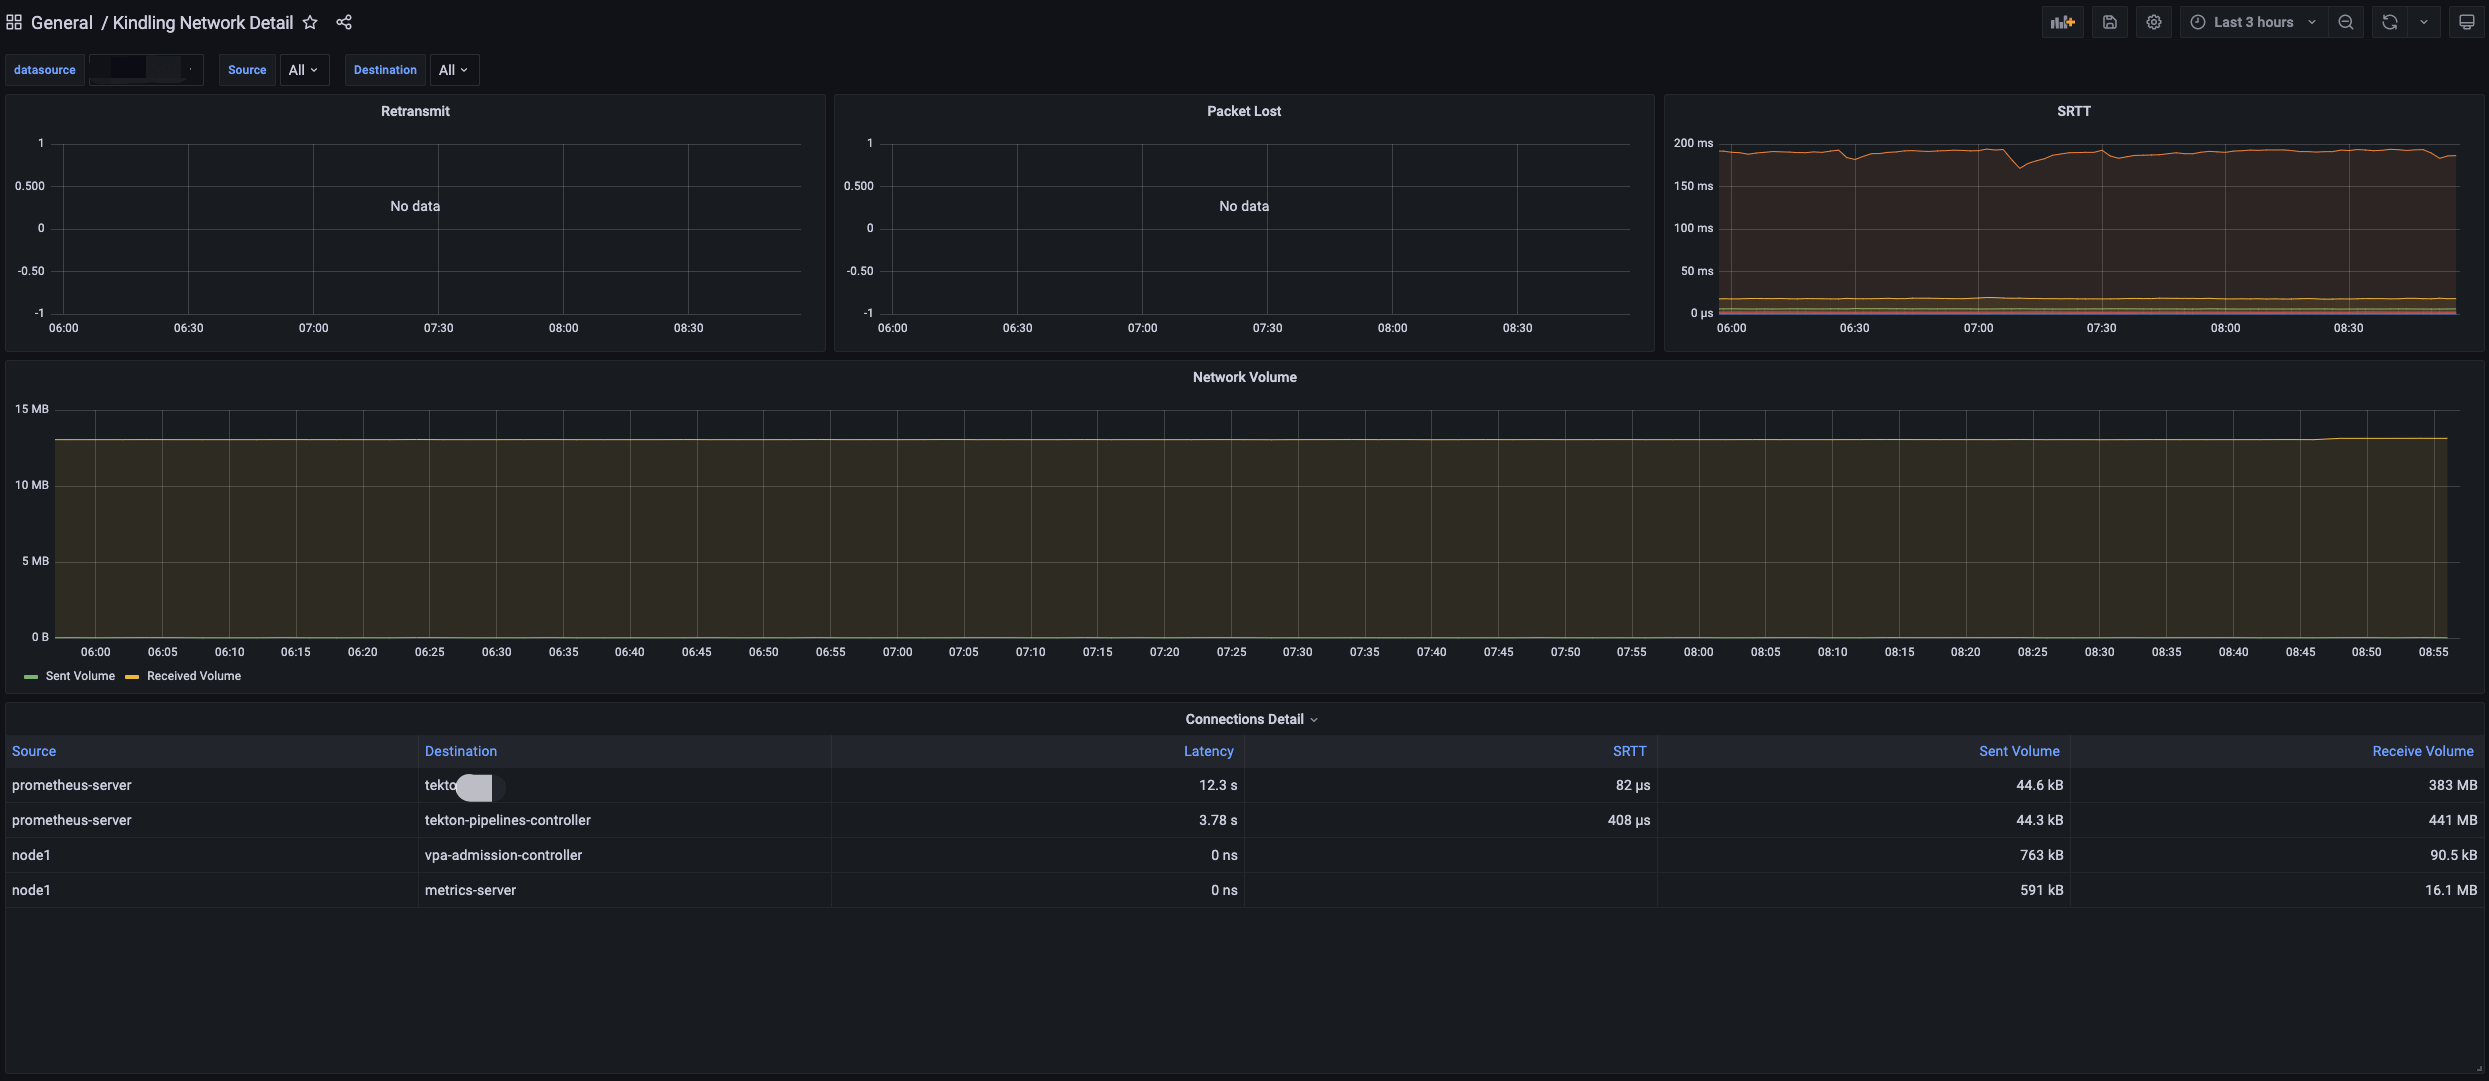 General / Kindling Network Detail
Last 3 hours
datasource Source All Destination All
Retransmit
1
0.500
0
-0.50
-1
No data
06:00 06:30 07:00 07:30 08:00 08:30
Packet Lost
1
0.500
0
-0.50
-1
No data
06:00 06:30 07:00 07:30 08:00 08:30
SRTT
200 ms
150 ms
100 ms
50 ms
0 µs
06:00 06:30 07:00 07:30 08:00 08:30
Network Volume
15 MB
10 MB
5 MB
0 B
06:00 06:05 06:10 06:15 06:20 06:25 06:30 06:35 06:40 06:45 06:50 06:55 07:00 07:05 07:10 07:15 07:20 07:25 07:30 07:35 07:40 07:45 07:50 07:55 08:00 08:05 08:10 08:15 08:20 08:25 08:30 08:35 08:40 08:45 08:50 08:55
Sent Volume Received Volume
Connections Detail
Source Destination Latency SRTT Sent Volume Receive Volume
prometheus-server tekto 12.3 s 82 µs 44.6 kB 383 MB
prometheus-server tekton-pipelines-controller 3.78 s 408 µs 44.3 kB 441 MB
node1 vpa-admission-controller 0 ns 763 kB 90.5 kB
node1 metrics-server 0 ns 591 kB 16.1 MB